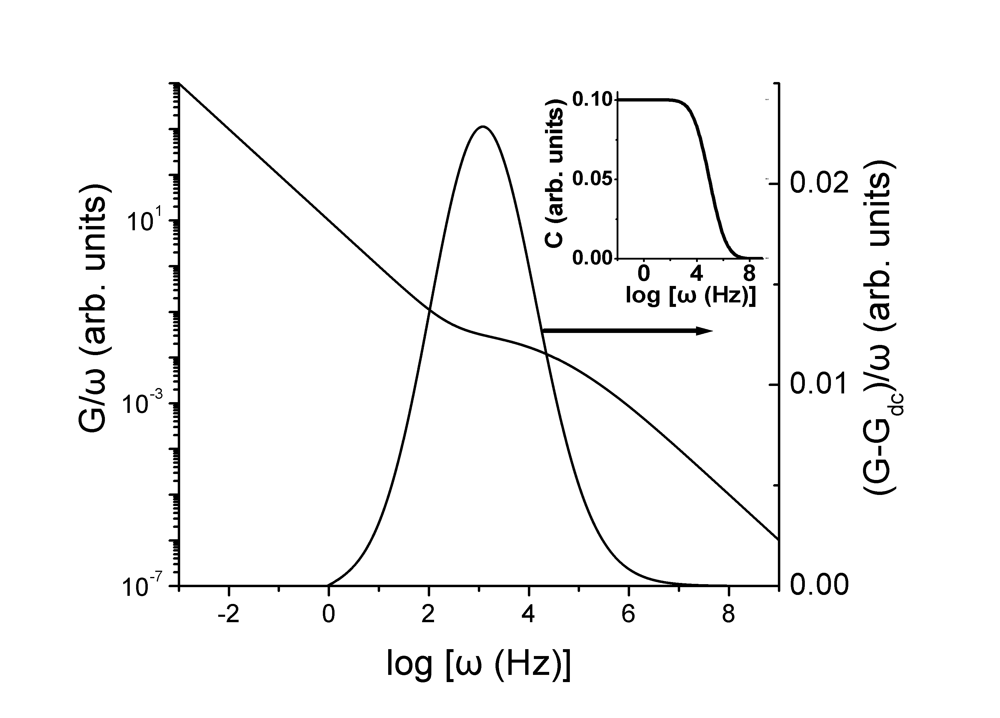 G/ω (arb. units)
10¹
10⁻³
10⁻⁷
-2 0 2 4 6 8
log [ω (Hz)]
C (arb. units)
0.10
0.05
0.00
0 4 8
log [ω (Hz)]
0.02
0.01
0.00
(G-G_dc)/ω (arb. units)